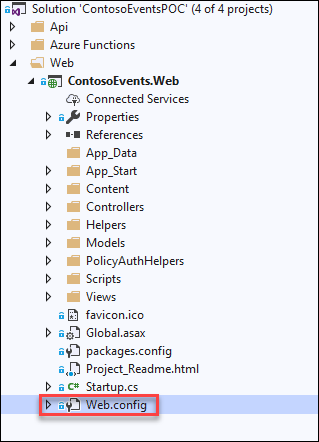 Solution 'ContosoEventsPOC' (4 of 4 projects)
Api
Azure Functions
Web
ContosoEvents.Web
Connected Services
Properties
References
App_Data
App_Start
Content
Controllers
Helpers
Models
PolicyAuthHelpers
Scripts
Views
favicon.ico
Global.asax
packages.config
Project_Readme.html
C# Startup.cs
Web.config